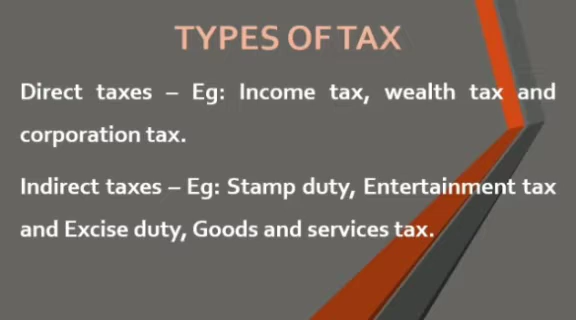 TYPES OF TAX
Direct taxes – Eg: Income tax, wealth tax and
corporation tax.
Indirect taxes – Eg: Stamp duty, Entertainment tax
and Excise duty, Goods and services tax.